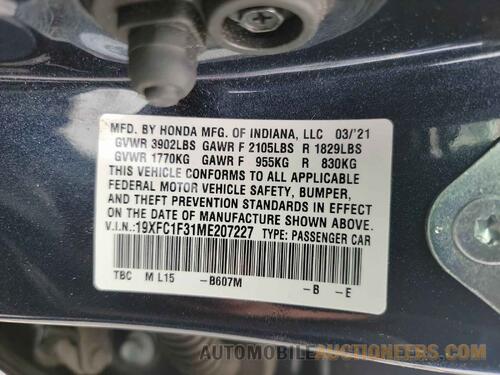 MFD. BY HONDA MFG. OF INDIANA, LLC 03/'21
GVWR 3902LBS GAWR F 2105LBS R 1829LBS
GVWR 1770KG GAWR F 955KG R 830KG
THIS VEHICLE CONFORMS TO ALL APPLICABLE
FEDERAL MOTOR VEHICLE SAFETY, BUMPER,
AND THEFT PREVENTION STANDARDS IN EFFECT
ON THE DATE OF MANUFACTURE SHOWN ABOVE.
V.I.N.:19XFC1F31ME207227 TYPE: PASSENGER CAR
TBC M L15 -B607M -B -E
AUTOMOBILEAUCTIONEERS.COM